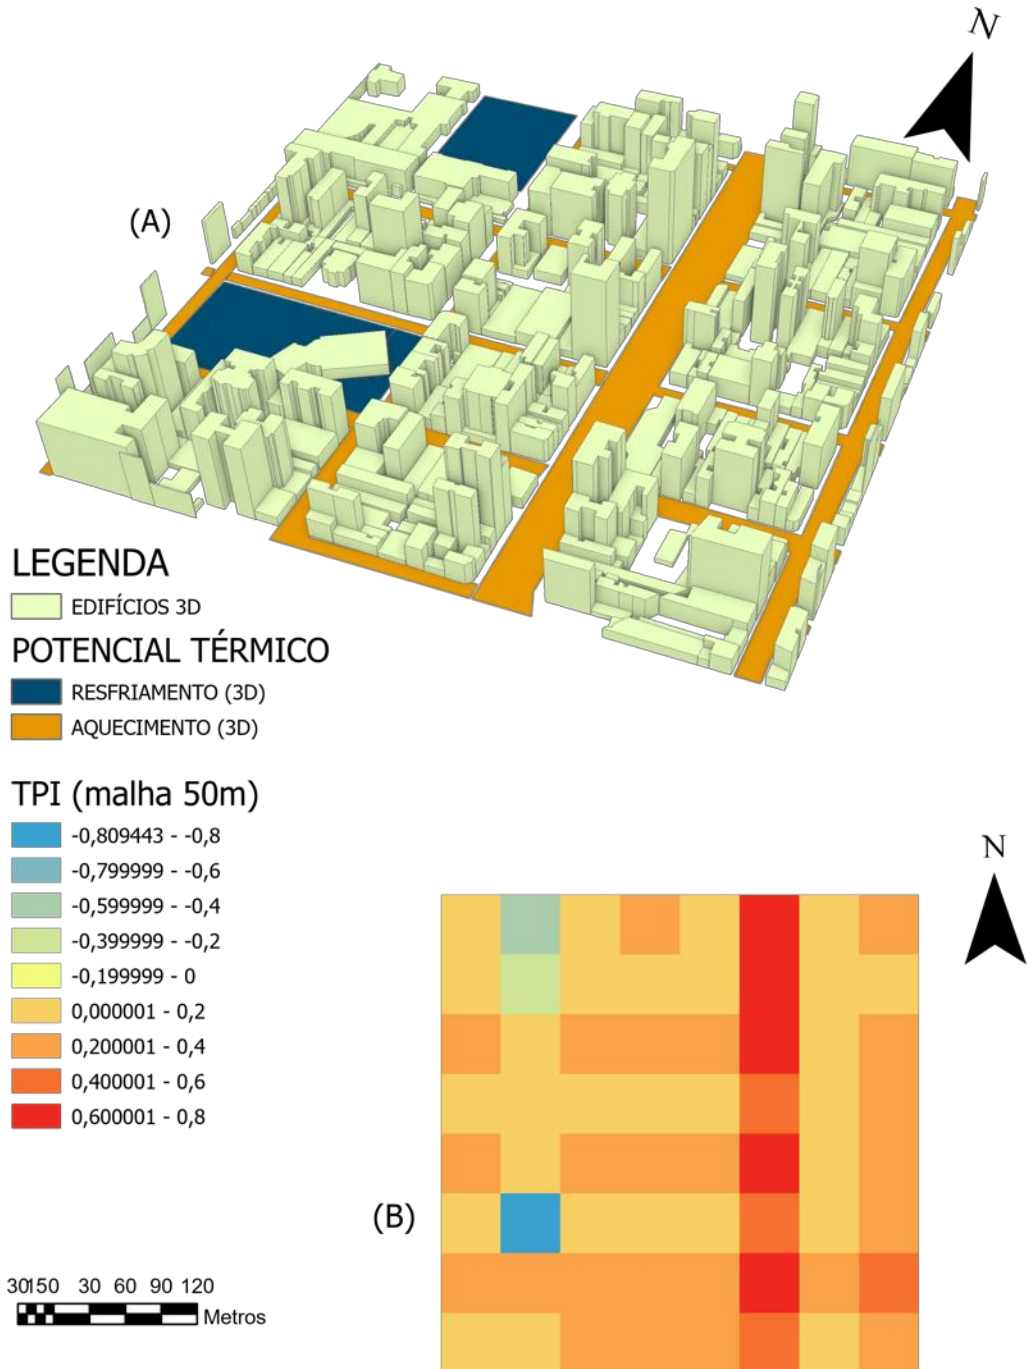 N
(A)
LEGENDA
EDIFÍCIOS 3D
POTENCIAL TÉRMICO
RESFRIAMENTO (3D)
AQUECIMENTO (3D)
TPI (malha 50m)
-0,809443 - -0,8
-0,799999 - -0,6
-0,599999 - -0,4
-0,399999 - -0,2
-0,199999 - 0
0,000001 - 0,2
0,200001 - 0,4
0,400001 - 0,6
0,600001 - 0,8
N
(B)
30150 30 60 90 120
Metros